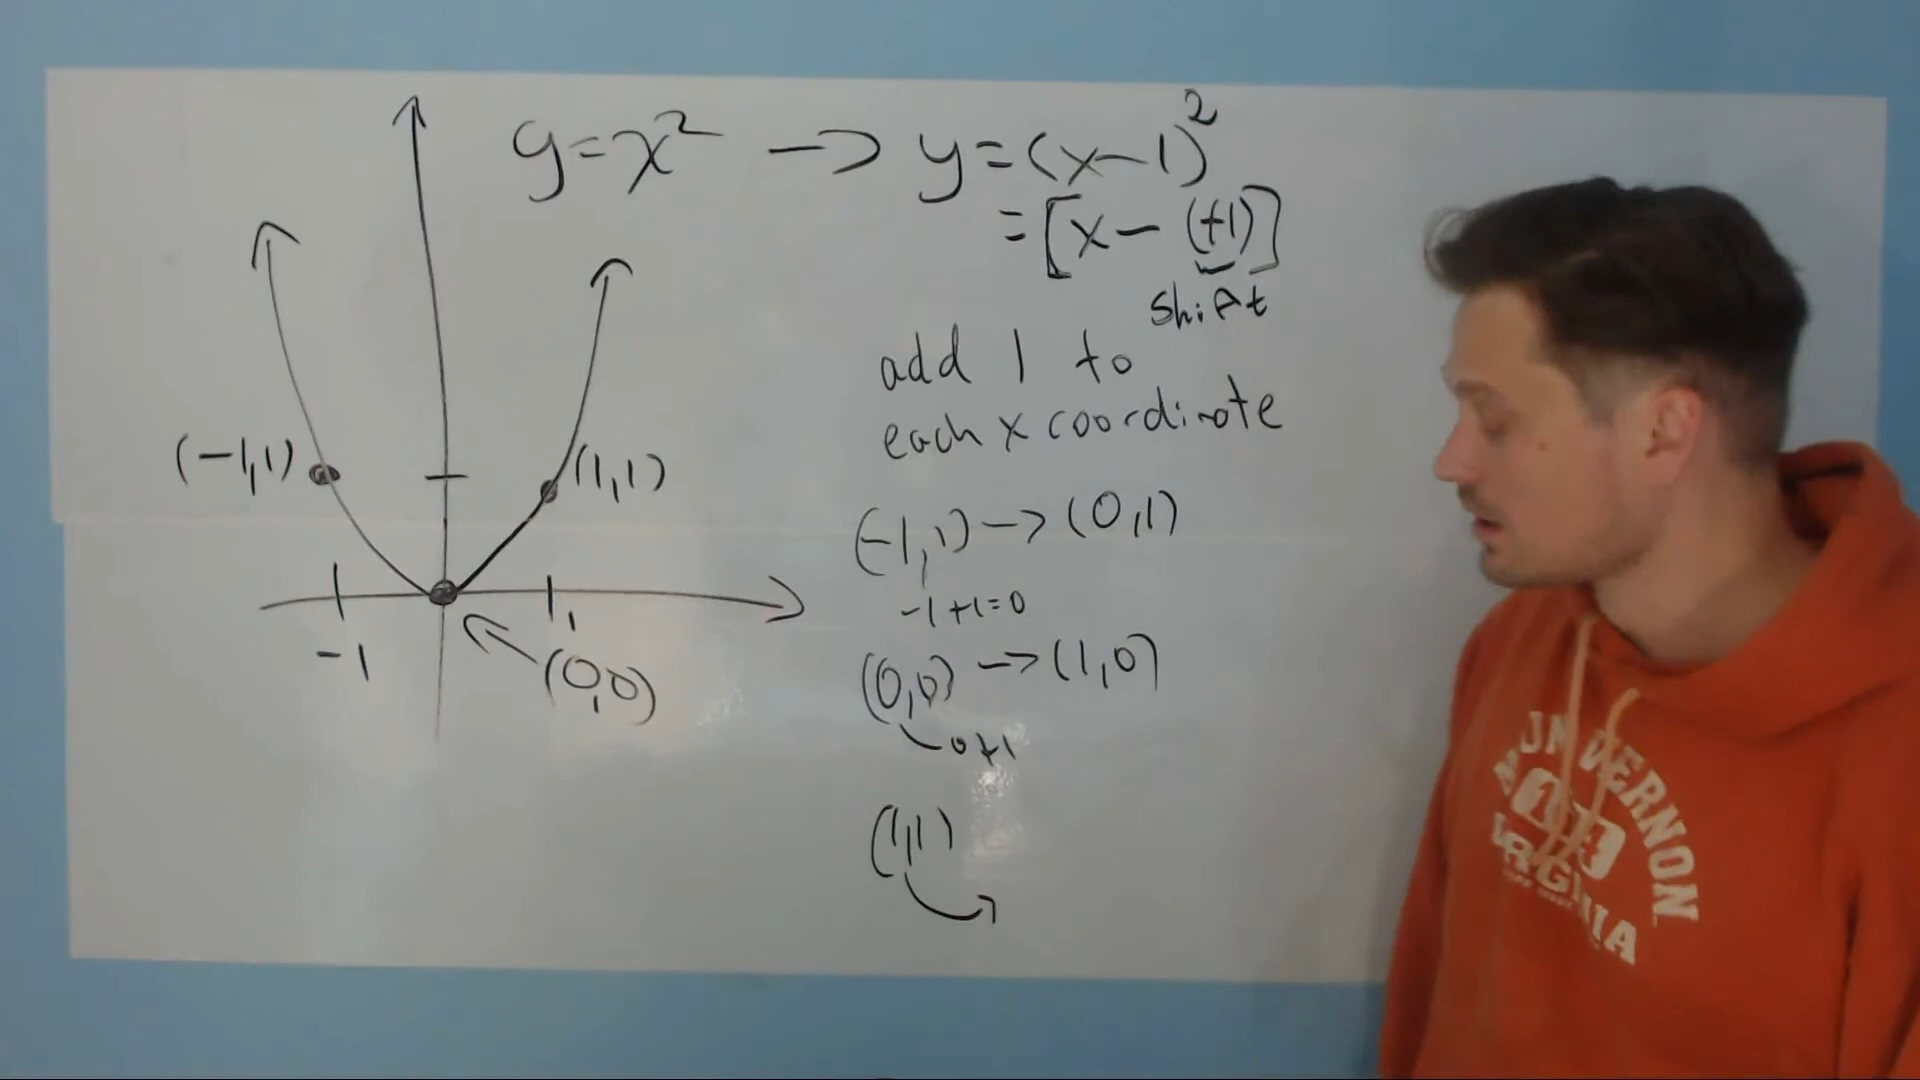 y=x² → y=(x-1)²
= [x - (+1)]
shift
add 1 to
each x coordinate
(-1,1)
(1,1)
(-1,1) → (0,1)
-1+1=0
-1
1
(0,0)
(0,0) → (1,0)
0+1
(1,1)
VERNON
VIRGINIA